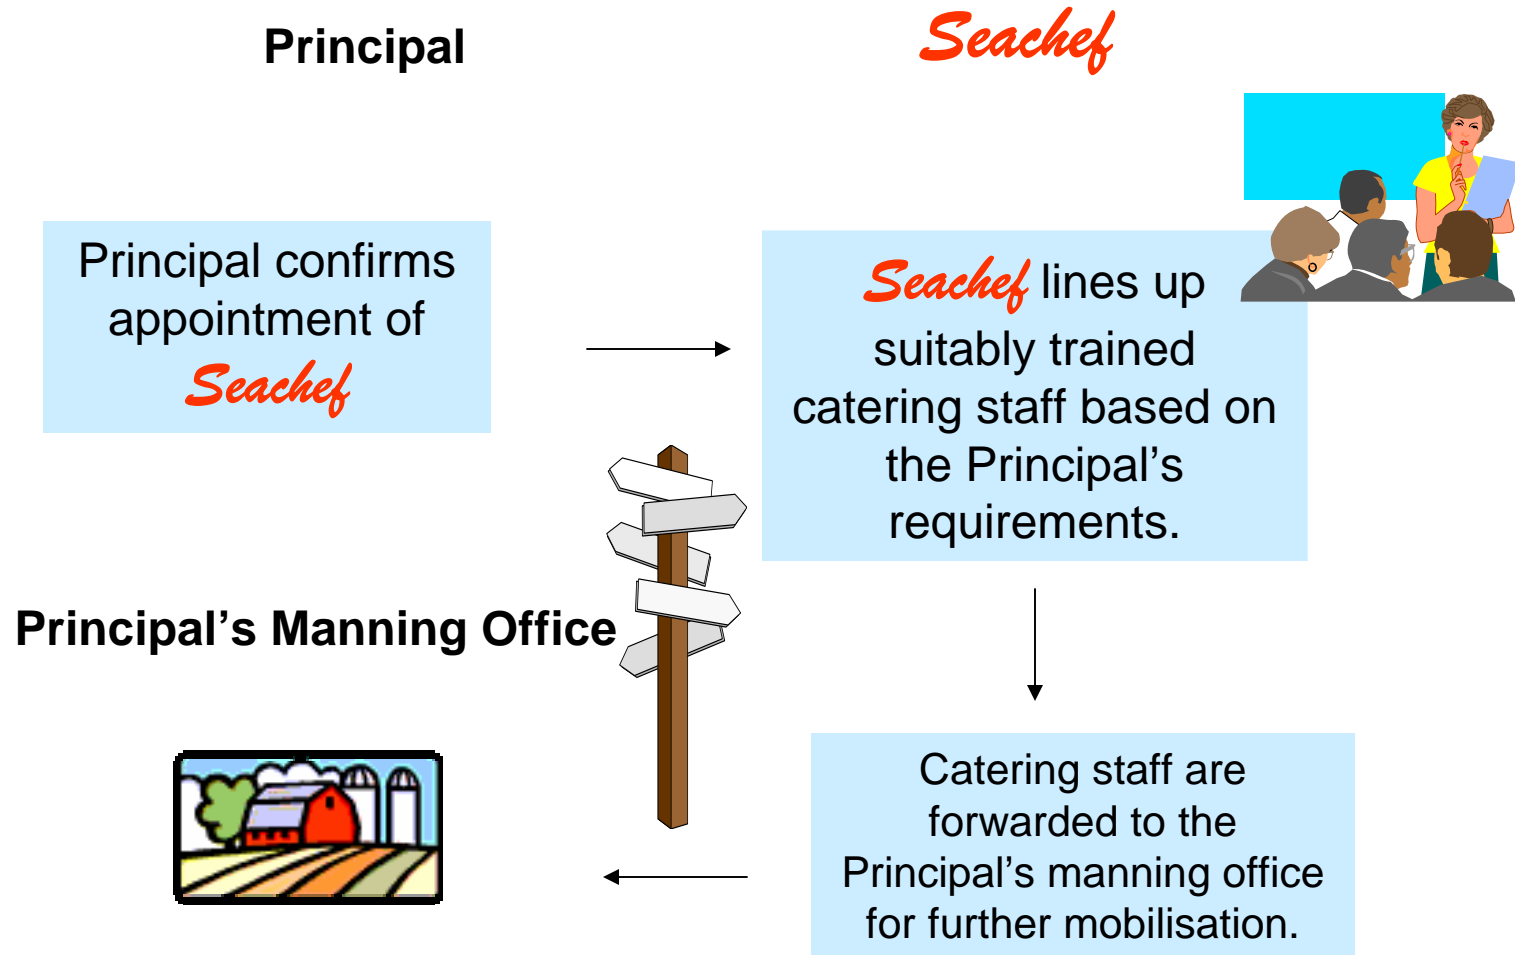 Principal
Seachef
Principal confirms
appointment of
Seachef
Seachef lines up
suitably trained
catering staff based on
the Principal’s
requirements.
Principal’s Manning Office
Catering staff are
forwarded to the
Principal’s manning office
for further mobilisation.